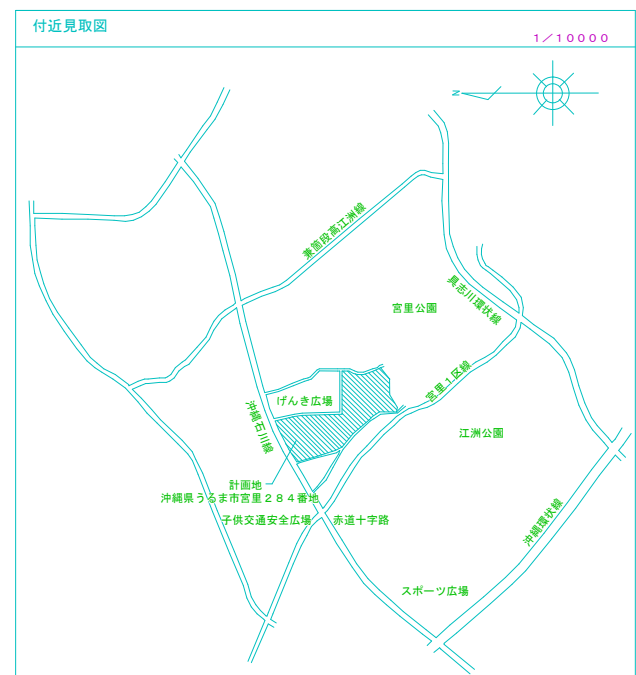 付近見取図
1/10000
N
兼箇段高江洲線
具志川環状線
宮里公園
宮里1区線
げんき広場
沖縄石川線
江洲公園
計画地
沖縄県うるま市宮里284番地
子供交通安全広場
赤道十字路
沖縄環状線
スポーツ広場